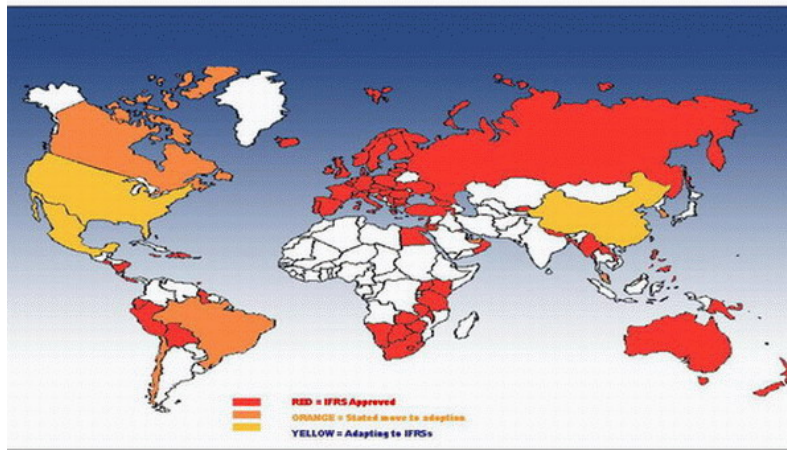 RED = IFRS Approved
ORANGE = Stated move to adoption
YELLOW = Adapting to IFRSs